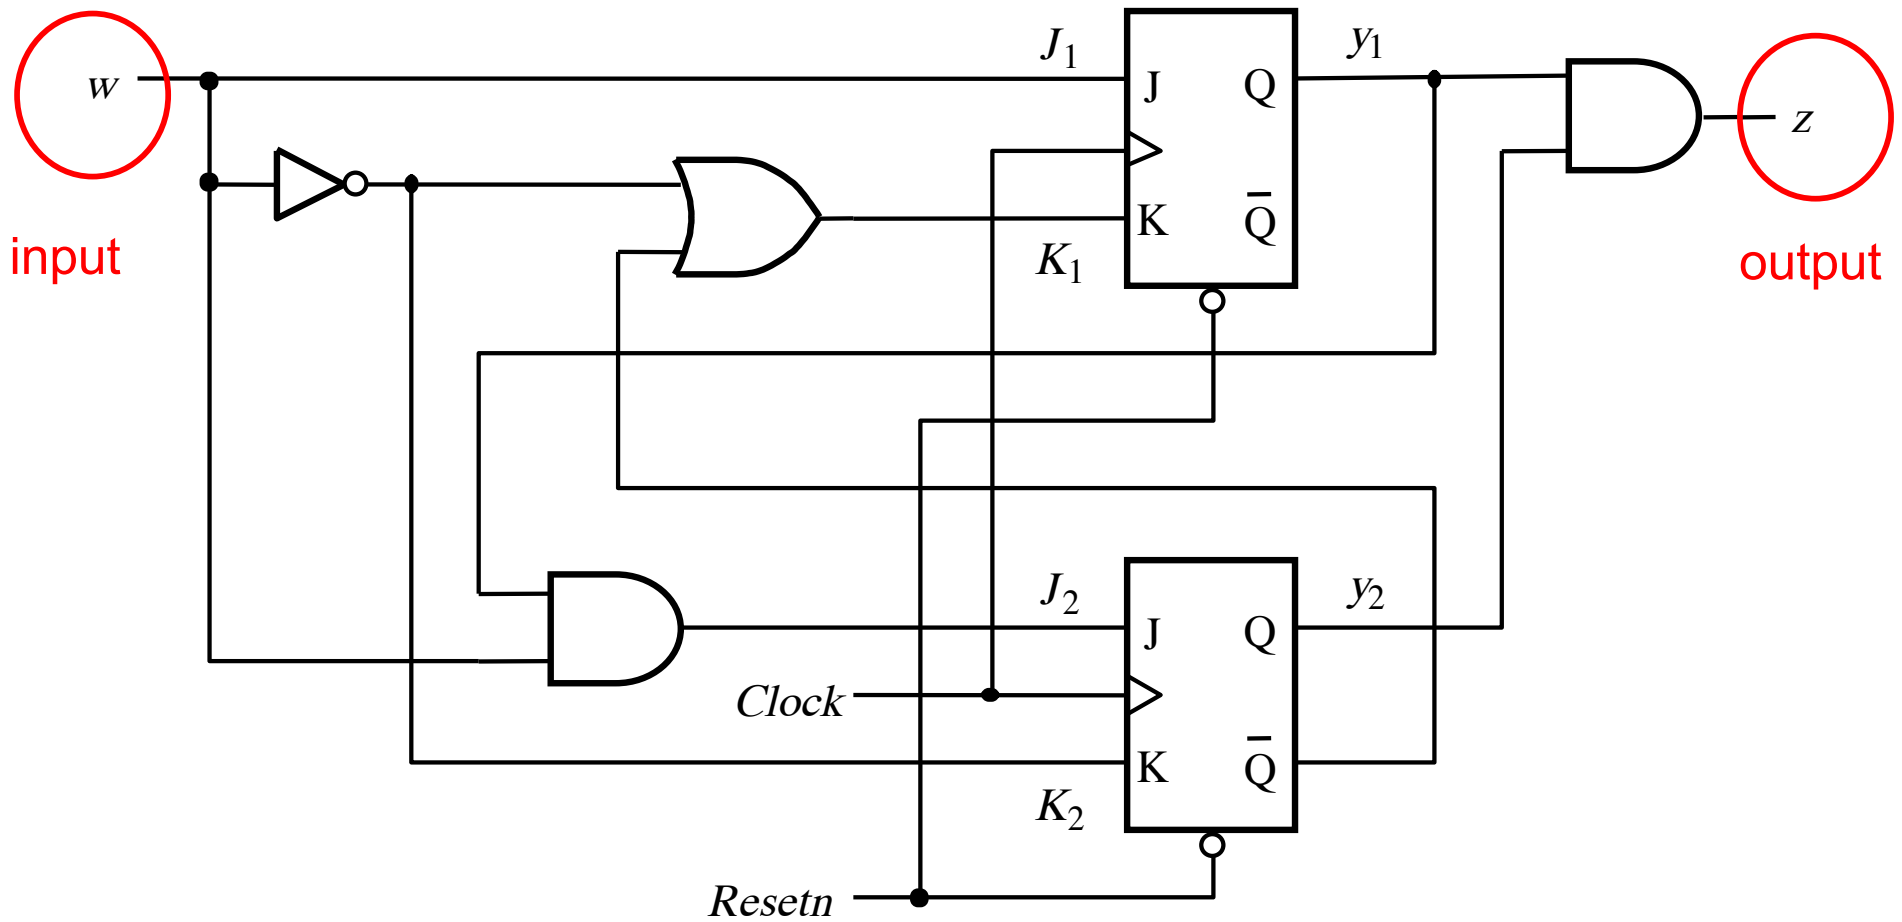 w
input
J1
J
Q
y1
K
Q̅
K1
z
output
J2
J
Q
y2
Clock
K
Q̅
K2
Resetn